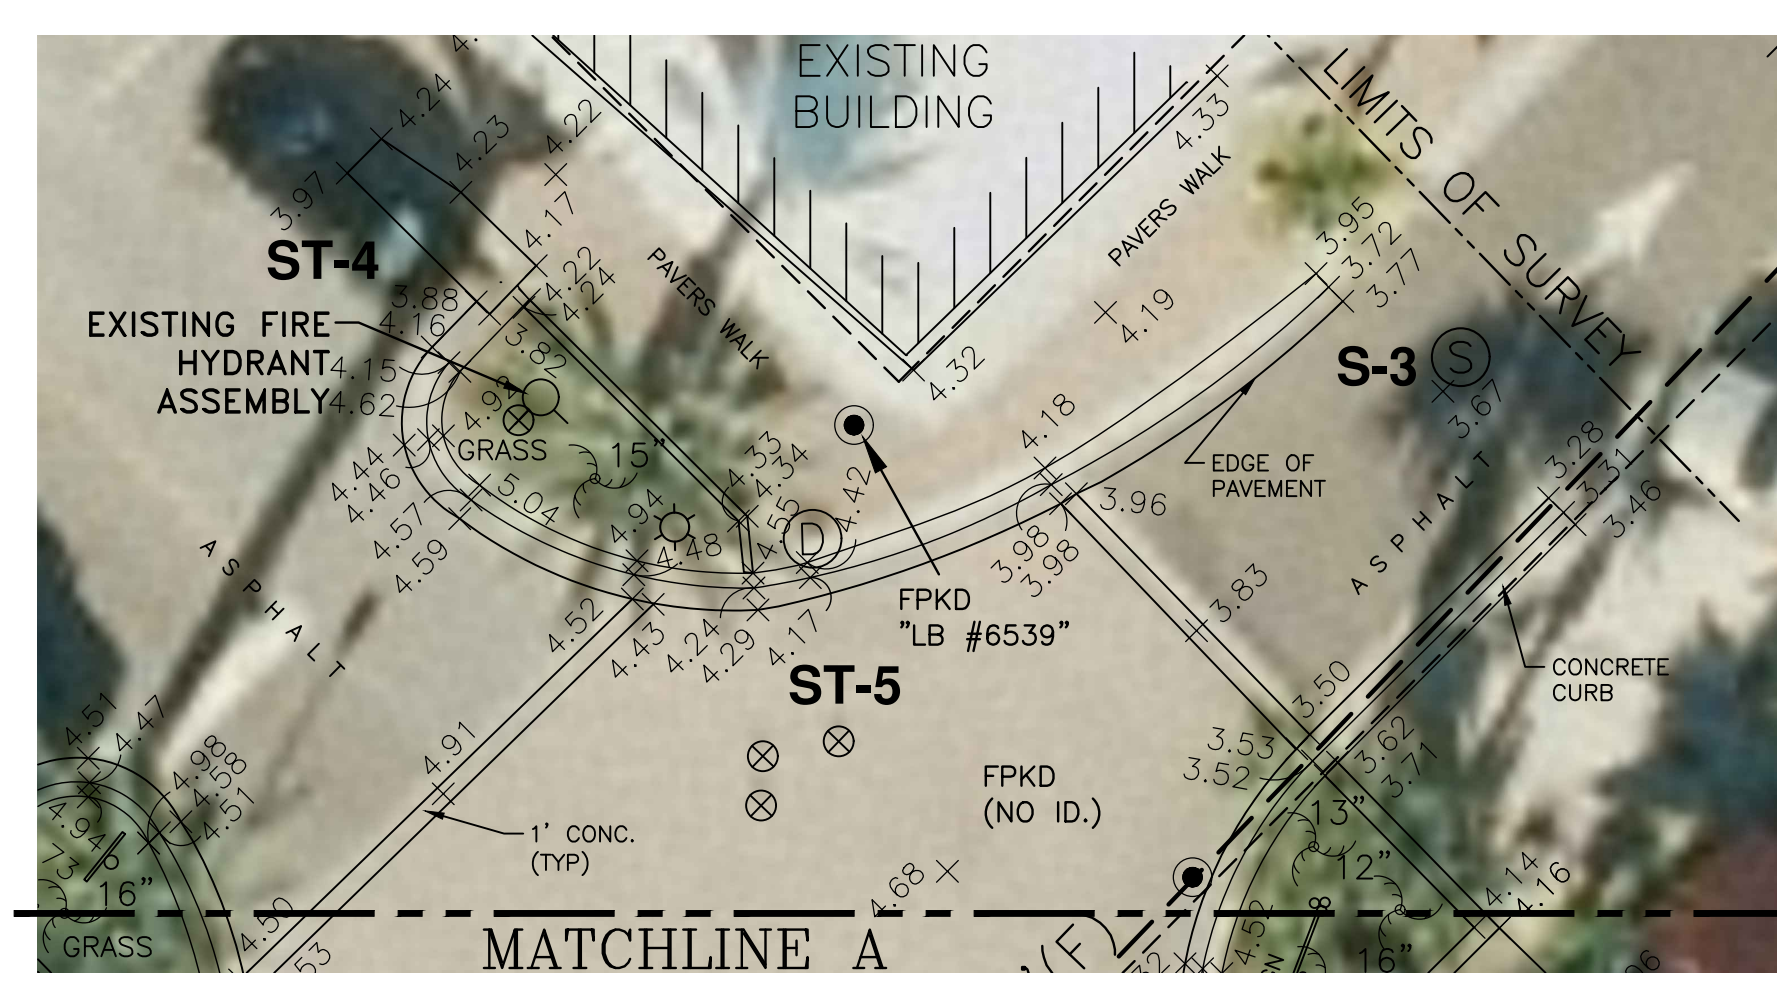 EXISTING
BUILDING
LIMITS OF SURVEY
4.24
4.23
4.22
4.33
3.97
4.17
PAVERS WALK
PAVERS WALK
3.95
3.72
3.77
ST-4
4.22
4.24
3.88
4.16
4.19
EXISTING FIRE
HYDRANT
ASSEMBLY
4.15
4.62
3.82
4.92
4.32
S-3
S
3.67
GRASS
15"
4.18
4.33
4.34
4.42
4.55
EDGE OF
PAVEMENT
3.28
3.31
3.46
4.44
4.46
5.04
4.94
4.48
D
3.96
ASPHALT
4.57
4.59
3.98
3.98
ASPHALT
3.83
4.52
4.43
4.24
4.29
4.17
FPKD
"LB #6539"
CONCRETE
CURB
ST-5
3.50
4.51
4.47
4.91
3.53
3.52
3.62
3.71
4.98
4.58
4.51
FPKD
(NO ID.)
13"
4.94
1' CONC.
(TYP)
12"
16"
4.68
4.14
4.16
4.50
GRASS
MATCHLINE A
F
4.52
8
16"
53